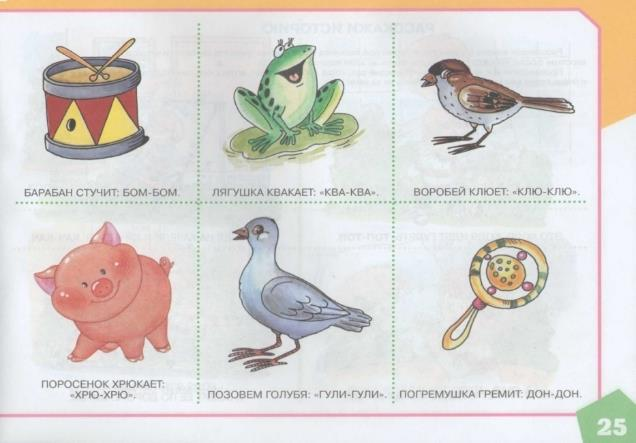 БАРАБАН СТУЧИТ: БОМ-БОМ.
ЛЯГУШКА КВАКАЕТ: «КВА-КВА».
ВОРОБЕЙ КЛЮЕТ: «КЛЮ-КЛЮ».
ПОРОСЕНОК ХРЮКАЕТ:
«ХРЮ-ХРЮ».
ПОЗОВЕМ ГОЛУБЯ: «ГУЛИ-ГУЛИ».
ПОГРЕМУШКА ГРЕМИТ: ДОН-ДОН.
25